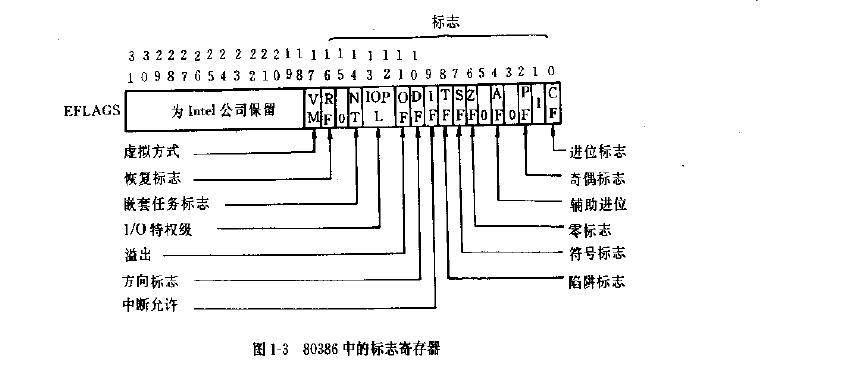 标志
3 3 2 2 2 2 2 2 2 2 2 2 1 1 1 1 1 1 1 1 1 1
1 0 9 8 7 6 5 4 3 2 1 0 9 8 7 6 5 4 3 2 1 0 9 8 7 6 5 4 3 2 1 0
EFLAGS 为 Intel 公司保留 VM RF 0 NT IOPL OF DF IF TF SF ZF 0 AF 0 PF 1 CF
虚拟方式 进位标志
恢复标志 奇偶标志
嵌套任务标志 辅助进位
I/O 特权级 零标志
溢出 符号标志
方向标志 陷阱标志
中断允许
图 1-3 80386 中的标志寄存器